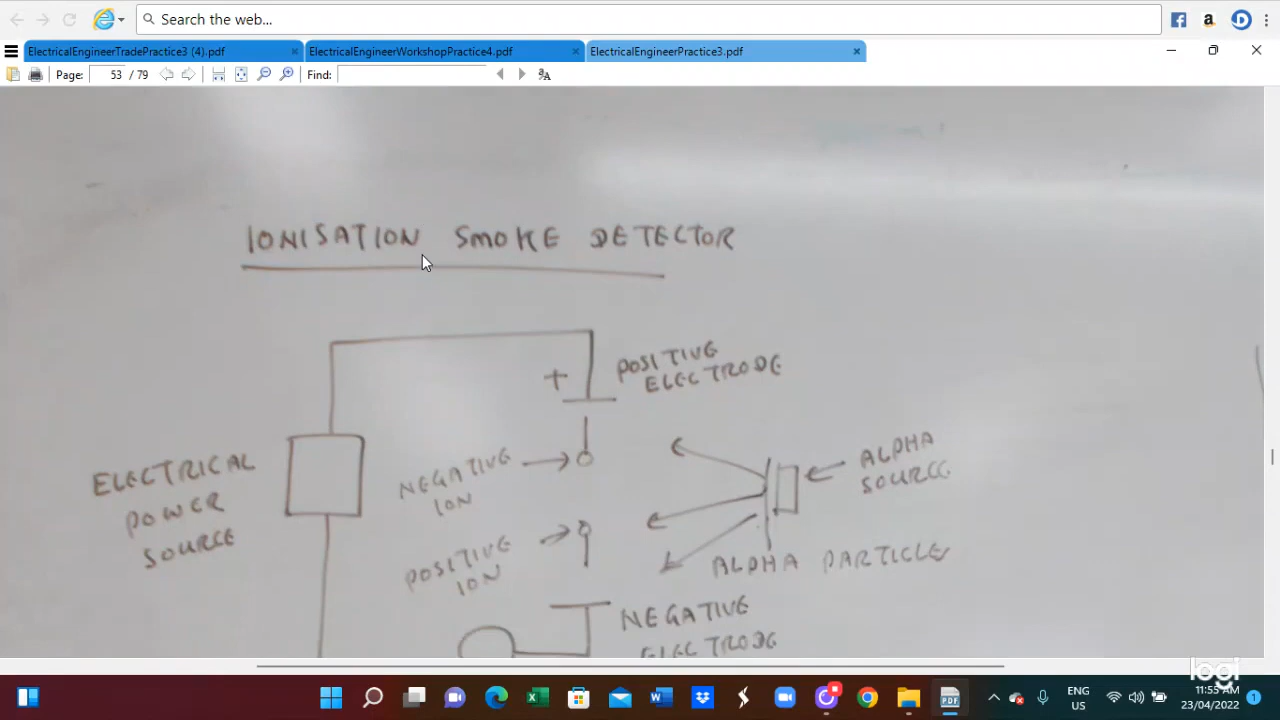 Search the web...
ElectricalEngineerTradePractice3 (4).pdf
ElectricalEngineerWorkshopPractice4.pdf
ElectricalEngineerPractice3.pdf
Page: 53 / 79
Find:
IONISATION SMOKE DETECTOR
+
POSITIVE
ELECTRODE
ELECTRICAL
POWER
SOURCE
NEGATIVE
ION
ALPHA
SOURCE
POSITIVE
ION
ALPHA PARTICLE
NEGATIVE
ELECTRODE
logi
ENG
US
11:55 AM
23/04/2022